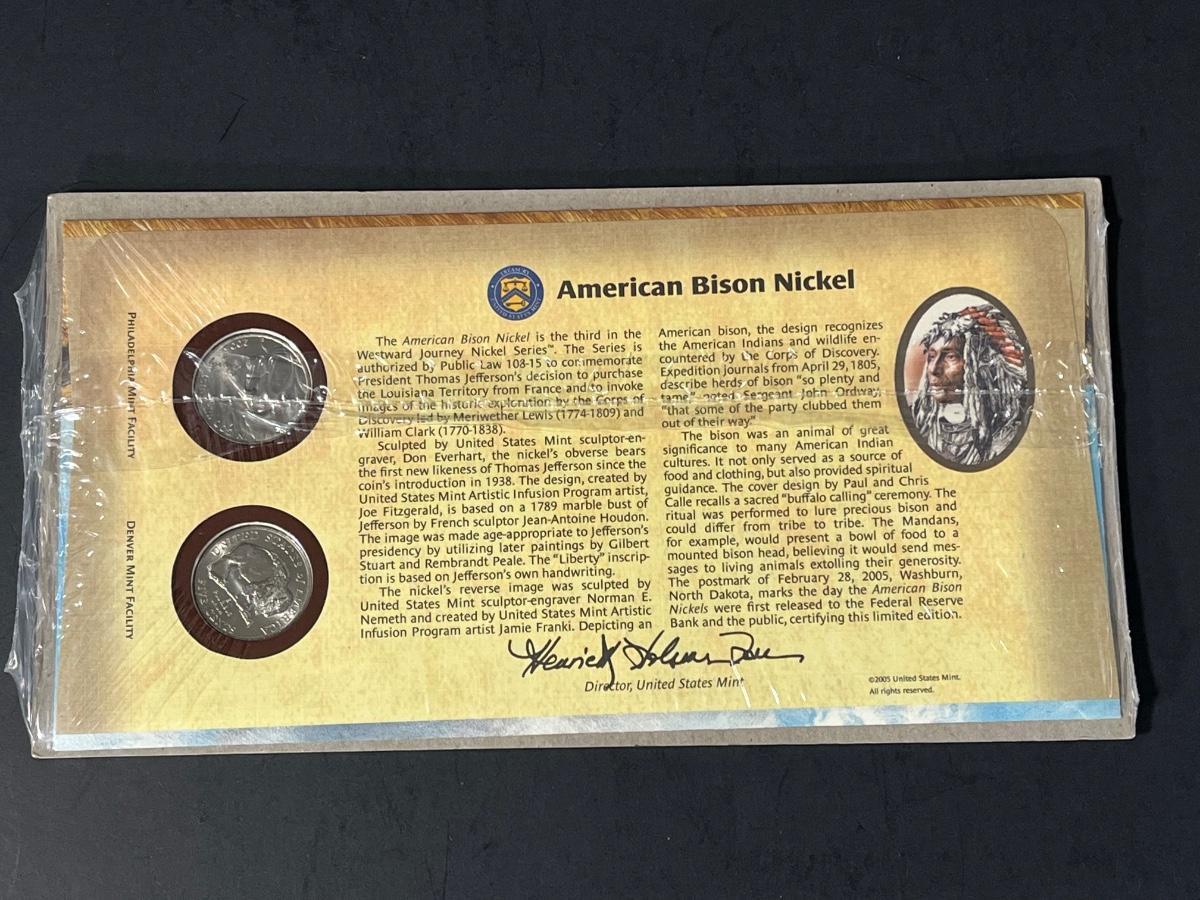 American Bison Nickel
The American Bison Nickel is the third in the
Westward Journey Nickel Series™. The Series is
authorized by Public Law 108-15 to commemorate
President Thomas Jefferson's decision to purchase
the Louisiana Territory from France and to invoke
images of the historic exploration by the Corps of
Discovery led by Meriwether Lewis (1774-1809) and
William Clark (1770-1838).
Sculpted by United States Mint sculptor-en-
graver, Don Everhart, the nickel's obverse bears
the first new likeness of Thomas Jefferson since the
coin's introduction in 1938. The design, created by
United States Mint Artistic Infusion Program artist,
Joe Fitzgerald, is based on a 1789 marble bust of
Jefferson by French sculptor Jean-Antoine Houdon.
The image was made age-appropriate to Jefferson's
presidency by utilizing later paintings by Gilbert
Stuart and Rembrandt Peale. The "Liberty" inscrip-
tion is based on Jefferson's own handwriting.
The nickel's reverse image was sculpted by
United States Mint sculptor-engraver Norman E.
Nemeth and created by United States Mint Artistic
Infusion Program artist Jamie Franki. Depicting an
American bison, the design recognizes
the American Indians and wildlife en-
countered by the Corps of Discovery.
Expedition journals from April 29, 1805,
describe herds of bison "so plenty and
tame" noted Sergeant John Ordway,
"that some of the party clubbed them
out of their way."
The bison was an animal of great
significance to many American Indian
cultures. It not only served as a source of
food and clothing, but also provided spiritual
guidance. The cover design by Paul and Chris
Calle recalls a sacred "buffalo calling" ceremony. The
ritual was performed to lure precious bison and
could differ from tribe to tribe. The Mandans,
for example, would present a bowl of food to a
mounted bison head, believing it would send mes-
sages to living animals extolling their generosity.
The postmark of February 28, 2005, Washburn,
North Dakota, marks the day the American Bison
Nickels were first released to the Federal Reserve
Bank and the public, certifying this limited edition.
Director, United States Mint
©2005 United States Mint.
All rights reserved.
PHILADELPHIA MINT FACILITY
DENVER MINT FACILITY
UNITED STATES OF AMERICA